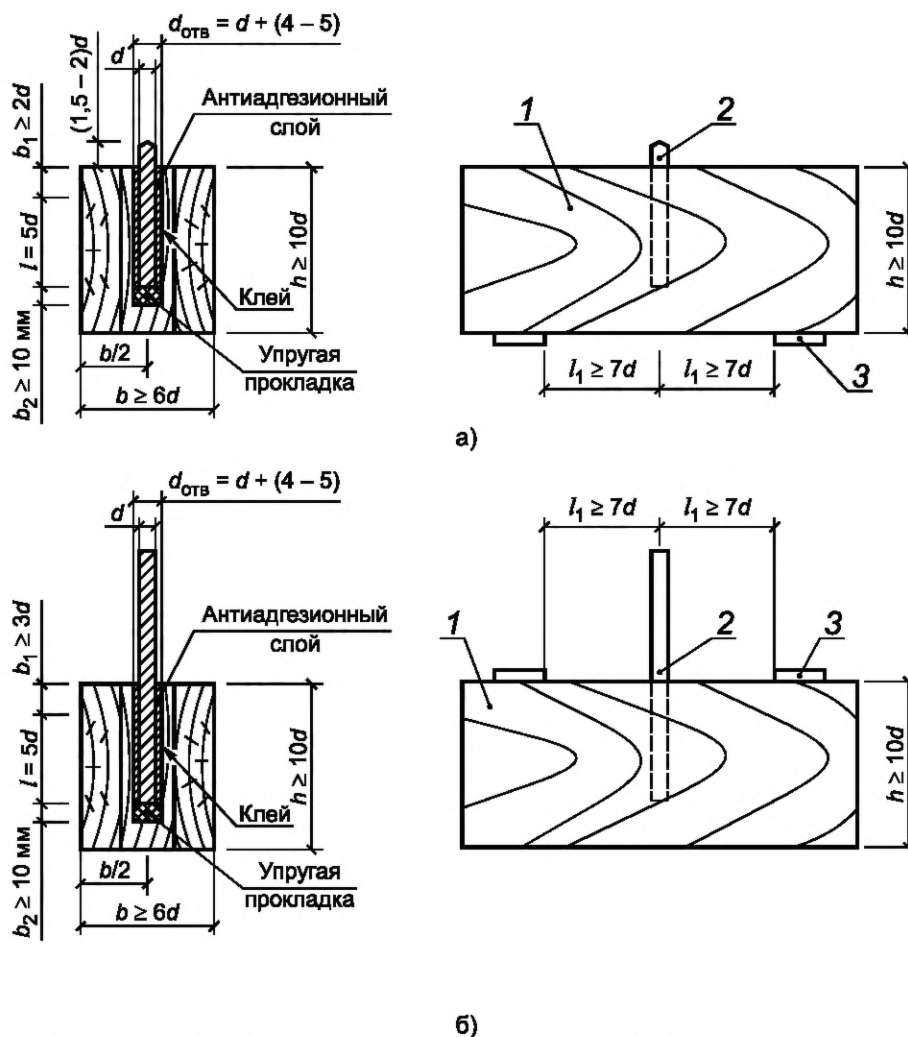 dотв = d + (4 – 5)
d
(1,5 – 2)d
b1 ≥ 2d
Антиадгезионный
слой
l = 5d
h ≥ 10d
Клей
b2 ≥ 10 мм
b/2
Упругая
прокладка
b ≥ 6d
1
2
h ≥ 10d
l1 ≥ 7d
l1 ≥ 7d
3
а)
dотв = d + (4 – 5)
d
b1 ≥ 3d
Антиадгезионный
слой
l = 5d
h ≥ 10d
Клей
b2 ≥ 10 мм
b/2
Упругая
прокладка
b ≥ 6d
l1 ≥ 7d
l1 ≥ 7d
1
2
3
h ≥ 10d
б)